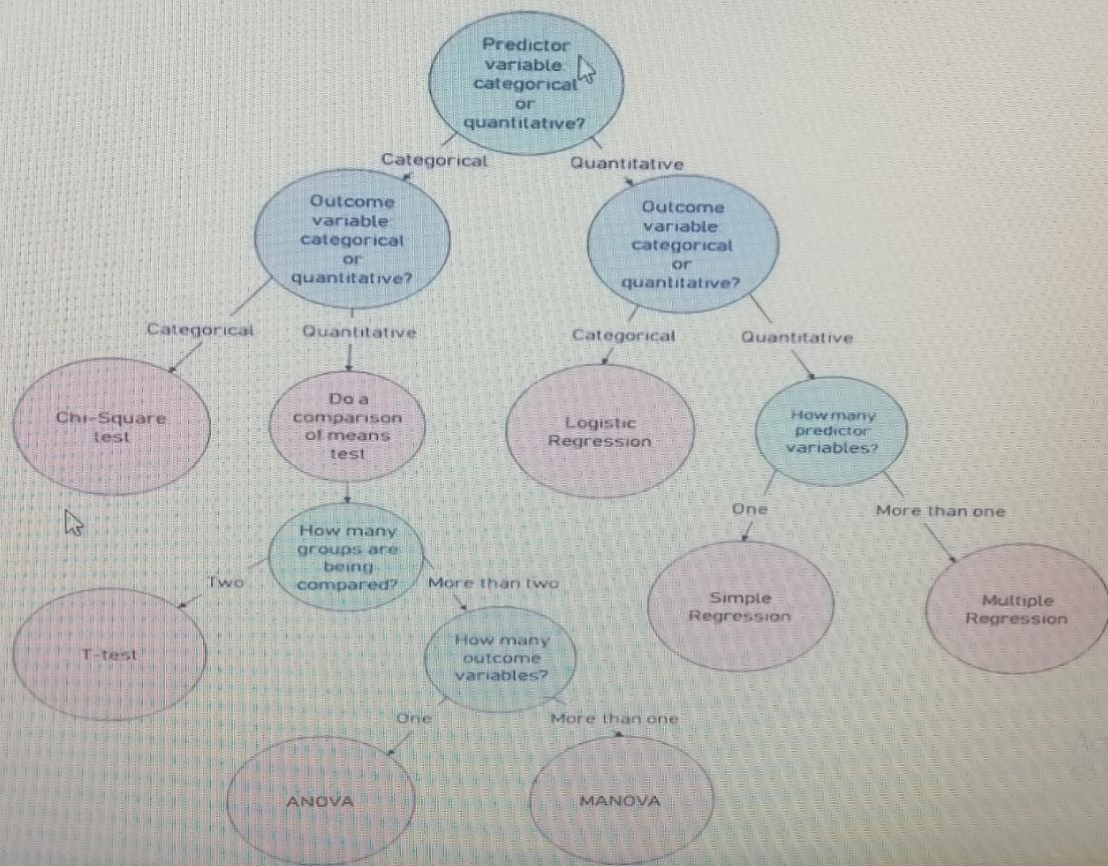 Predictor
variable
categorical
or
quantitative?
Categorical
Quantitative
Outcome
variable
categorical
or
quantitative?
Outcome
variable
categorical
or
quantitative?
Categorical
Quantitative
Categorical
Quantitative
Chi-Square
test
Do a
comparison
of means
test
Logistic
Regression
How many
predictor
variables?
One
More than one
How many
groups are
being
compared?
Two
More than two
Simple
Regression
Multiple
Regression
T-test
How many
outcome
variables?
One
More than one
ANOVA
MANOVA